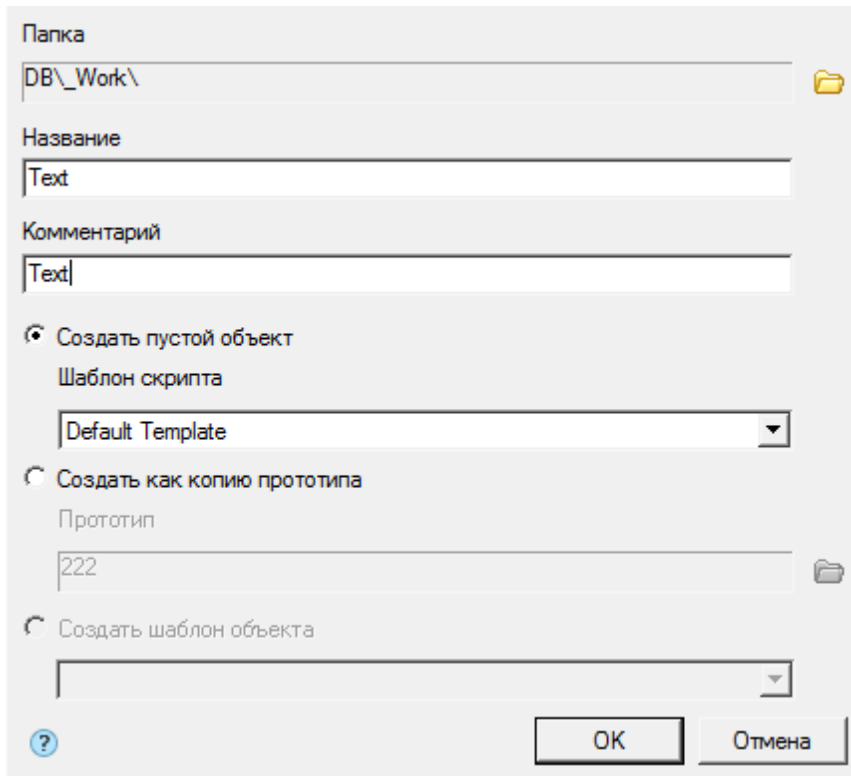 Папка
DB\_Work\
Название
Text
Комментарий
Text
Создать пустой объект
Шаблон скрипта
Default Template
Создать как копию прототипа
Прототип
222
Создать шаблон объекта
?
OK
Отмена